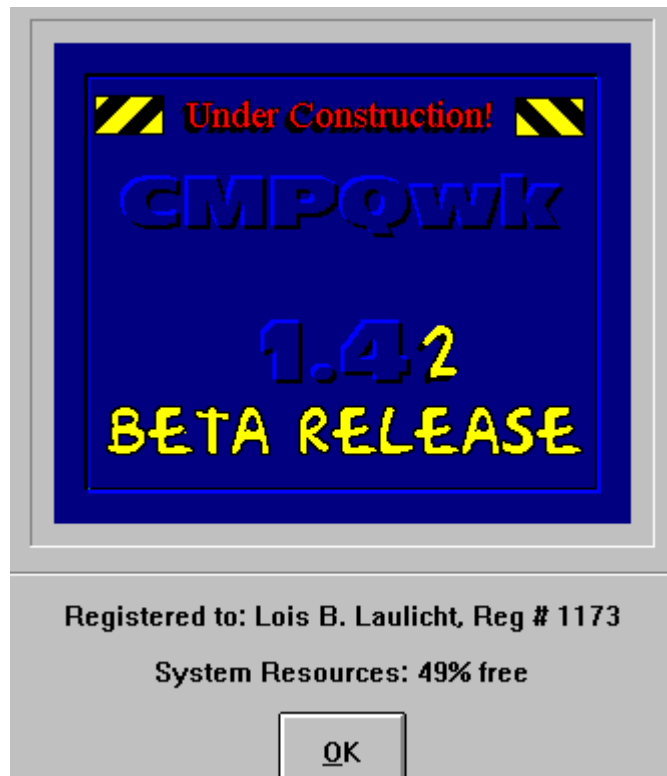 Under Construction!
CMPQwk
1.42
BETA RELEASE
Registered to: Lois B. Laulicht, Reg # 1173
System Resources: 49% free
OK